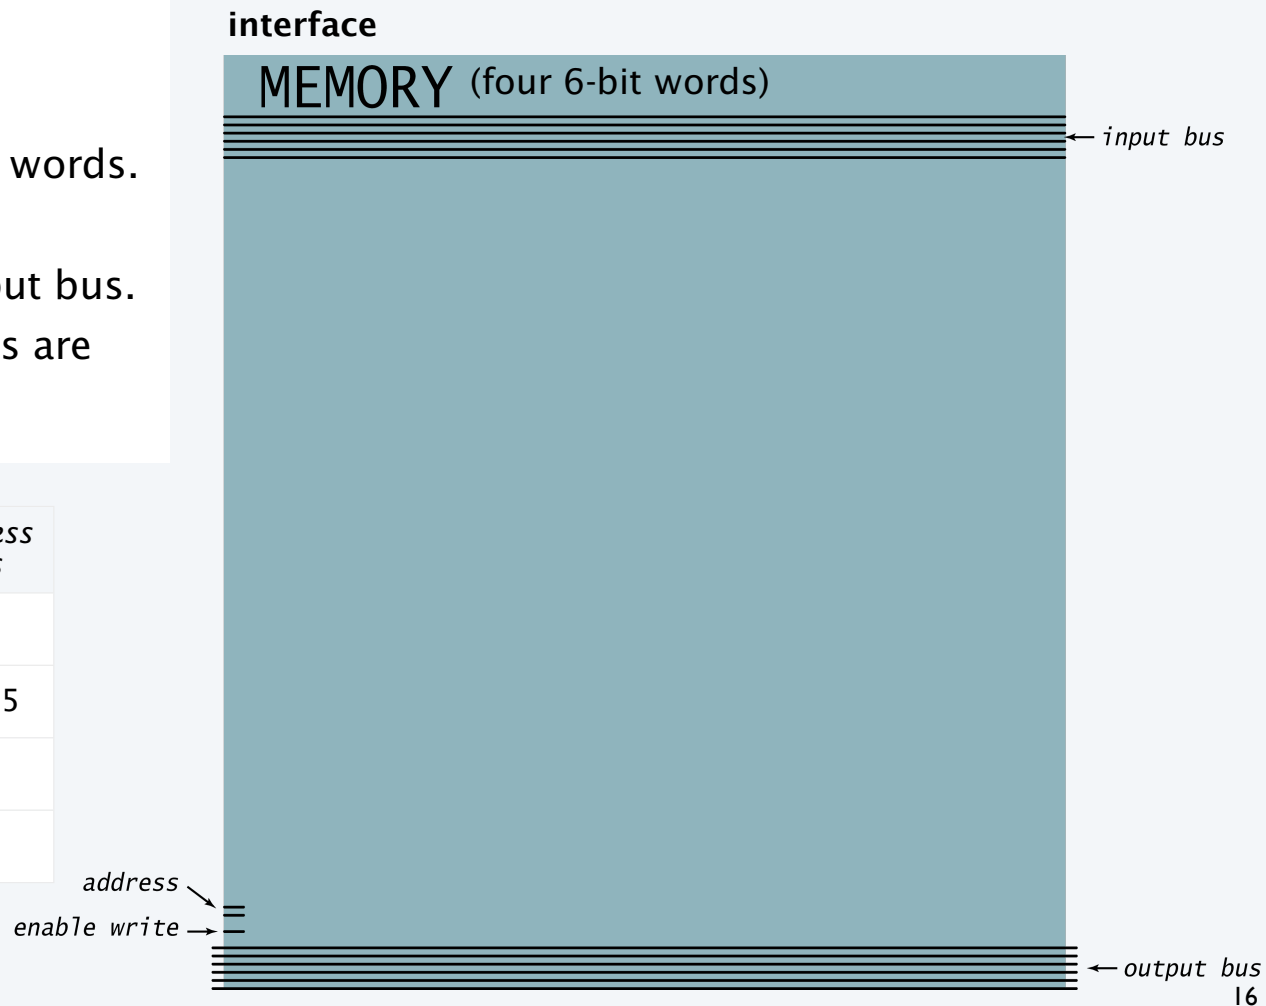 interface
MEMORY (four 6-bit words)
input bus
words.
out bus.
s are
ess
s
5
address
enable write
output bus
16